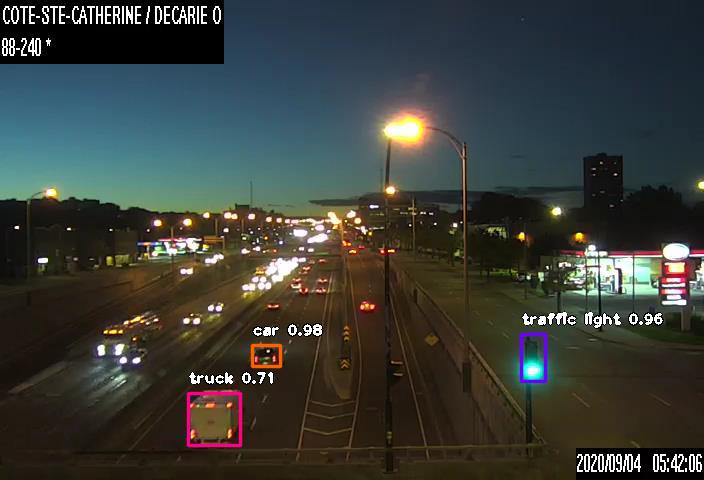 COTE-STE-CATHERINE / DECARIE O
88-240 *
traffic light 0.96
car 0.98
truck 0.71
2020/09/04 05:42:06